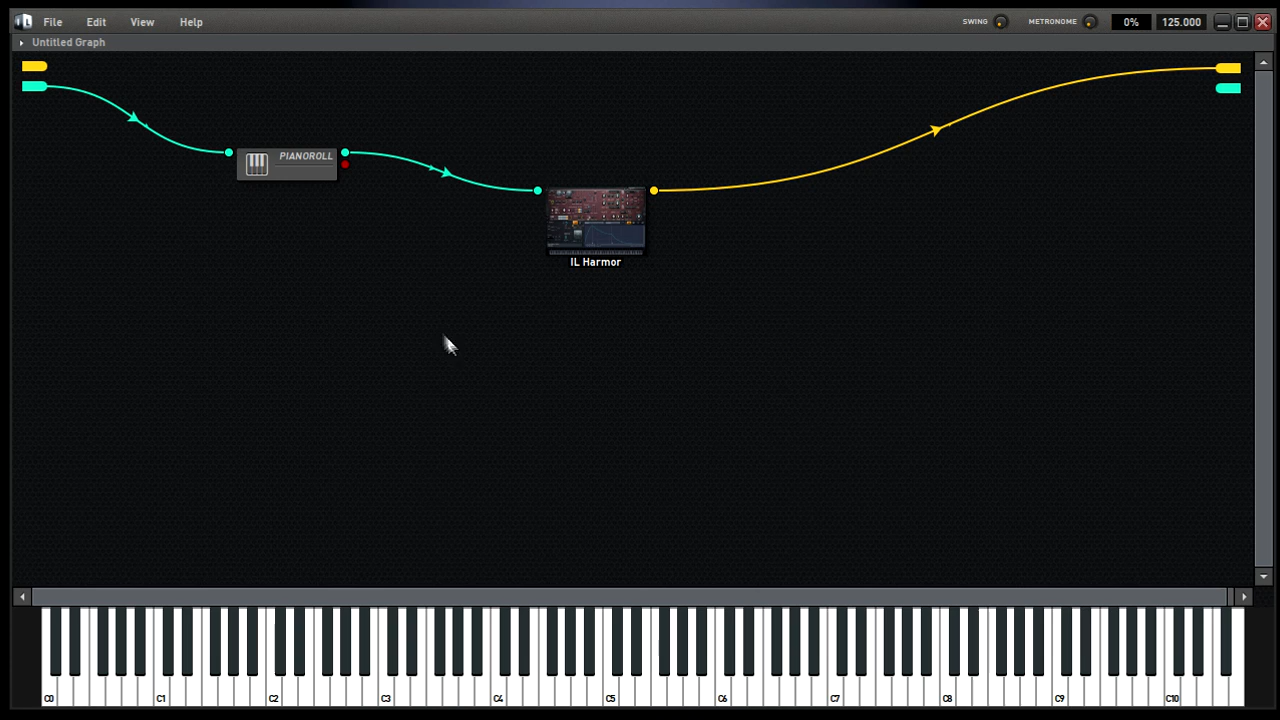 File Edit View Help SWING METRONOME 0% 125.000
Untitled Graph
PIANOROLL
IL Harmor
C0 C1 C2 C3 C4 C5 C6 C7 C8 C9 C10